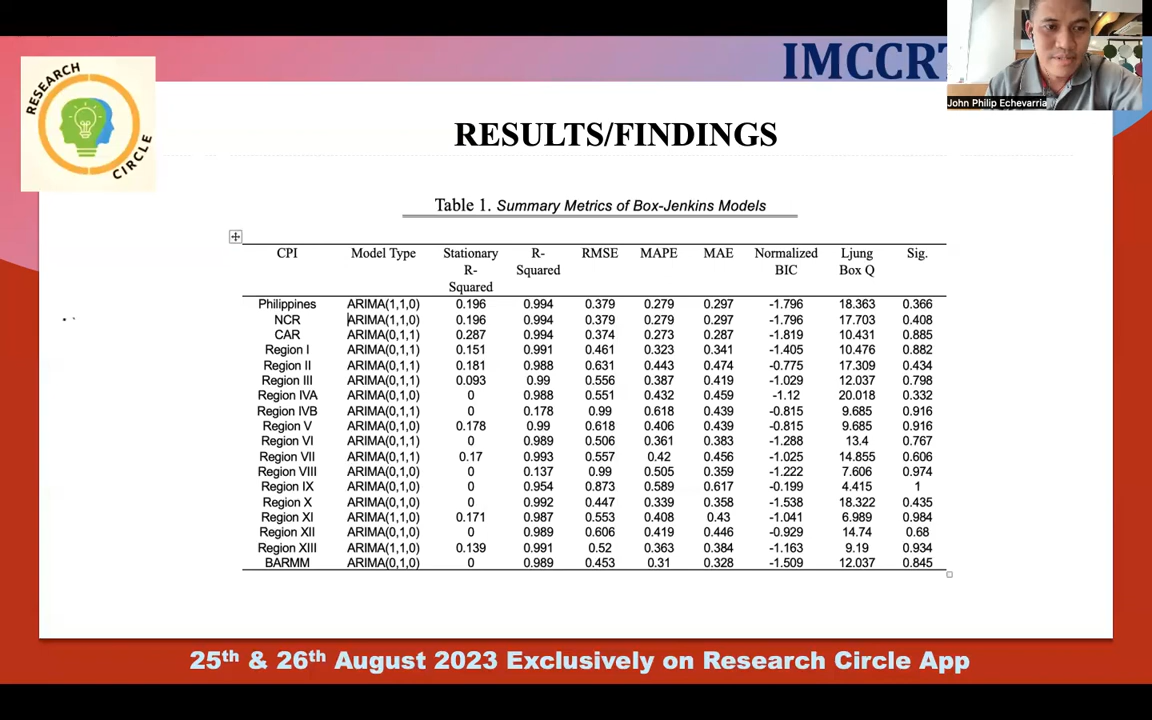 IMCCRT
John Philip Echevarria
RESEARCH
CIRCLE
RESULTS/FINDINGS
Table 1. Summary Metrics of Box-Jenkins Models
CPI Model Type Stationary R-Squared R-Squared RMSE MAPE MAE Normalized BIC Ljung Box Q Sig.
Philippines ARIMA(1,1,0) 0.196 0.994 0.379 0.279 0.297 -1.796 18.363 0.366
NCR ARIMA(1,1,0) 0.196 0.994 0.379 0.279 0.297 -1.796 17.703 0.408
CAR ARIMA(0,1,1) 0.287 0.994 0.374 0.273 0.287 -1.819 10.431 0.885
Region I ARIMA(0,1,1) 0.151 0.991 0.461 0.323 0.341 -1.405 10.476 0.882
Region II ARIMA(0,1,1) 0.181 0.988 0.631 0.443 0.474 -0.775 17.309 0.434
Region III ARIMA(0,1,1) 0.093 0.99 0.556 0.387 0.419 -1.029 12.037 0.798
Region IVA ARIMA(0,1,0) 0 0.988 0.551 0.432 0.459 -1.12 20.018 0.332
Region IVB ARIMA(0,1,1) 0 0.178 0.99 0.618 0.439 -0.815 9.685 0.916
Region V ARIMA(0,1,0) 0.178 0.99 0.618 0.406 0.439 -0.815 9.685 0.916
Region VI ARIMA(0,1,1) 0 0.989 0.506 0.361 0.383 -1.288 13.4 0.767
Region VII ARIMA(0,1,1) 0.17 0.993 0.557 0.42 0.456 -1.025 14.855 0.606
Region VIII ARIMA(0,1,0) 0 0.137 0.99 0.505 0.359 -1.222 7.606 0.974
Region IX ARIMA(0,1,0) 0 0.954 0.873 0.589 0.617 -0.199 4.415 1
Region X ARIMA(0,1,0) 0 0.992 0.447 0.339 0.358 -1.538 18.322 0.435
Region XI ARIMA(1,1,0) 0.171 0.987 0.553 0.408 0.43 -1.041 6.989 0.984
Region XII ARIMA(0,1,0) 0 0.989 0.606 0.419 0.446 -0.929 14.74 0.68
Region XIII ARIMA(1,1,0) 0.139 0.991 0.52 0.363 0.384 -1.163 9.19 0.934
BARMM ARIMA(0,1,0) 0 0.989 0.453 0.31 0.328 -1.509 12.037 0.845
25th & 26th August 2023 Exclusively on Research Circle App